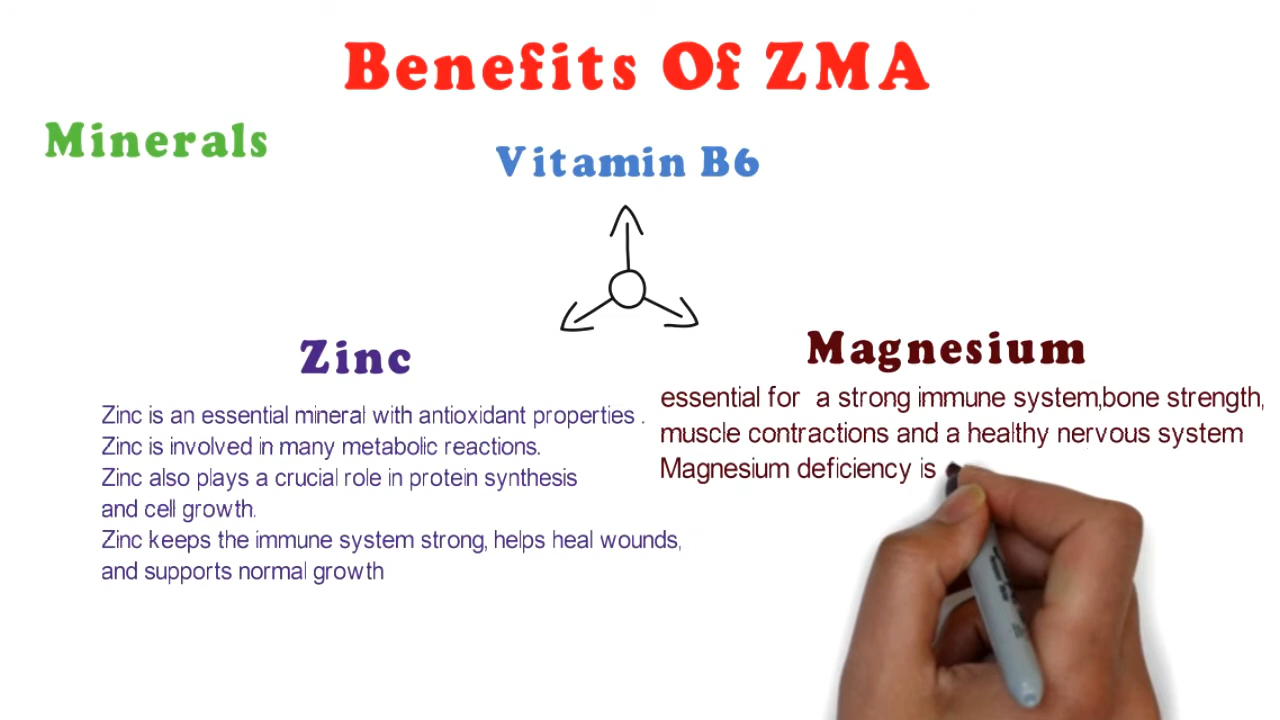 Benefits Of ZMA
Minerals
Vitamin B6
Zinc
Zinc is an essential mineral with antioxidant properties .
Zinc is involved in many metabolic reactions.
Zinc also plays a crucial role in protein synthesis
and cell growth.
Zinc keeps the immune system strong, helps heal wounds,
and supports normal growth
Magnesium
essential for a strong immune system,bone strength,
muscle contractions and a healthy nervous system
Magnesium deficiency is